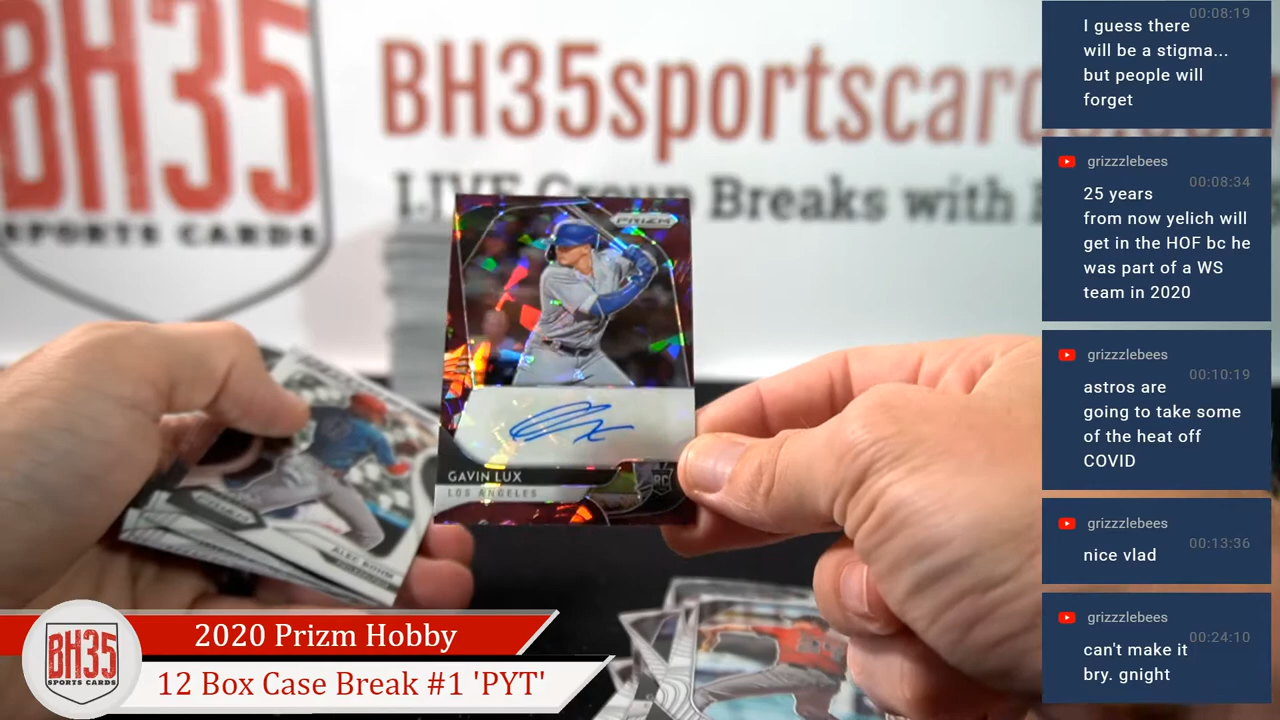 BH35
SPORTS CARDS
BH35sportscard
LIVE Group Breaks with
PRIZM
GAVIN LUX
LOS ANGELES
RC
PRIZM
ALEC BOHM
BH35
SPORTS CARDS
2020 Prizm Hobby
12 Box Case Break #1 'PYT'
00:08:19
I guess there
will be a stigma...
but people will
forget
grizzzlebees
00:08:34
25 years
from now yelich will
get in the HOF bc he
was part of a WS
team in 2020
grizzzlebees
00:10:19
astros are
going to take some
of the heat off
COVID
grizzzlebees
00:13:36
nice vlad
grizzzlebees
00:24:10
can't make it
bry. gnight